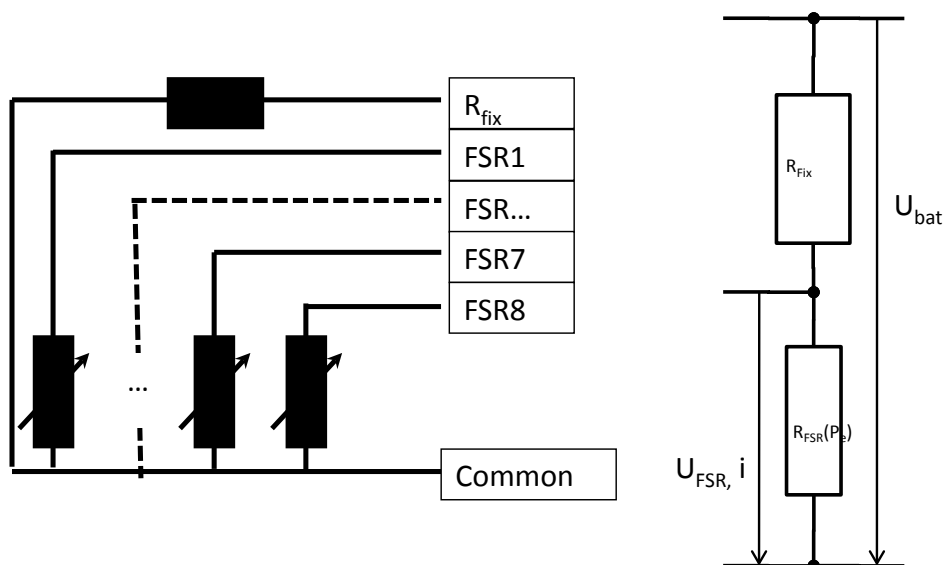 R_fix
FSR1
FSR...
FSR7
FSR8
...
Common
R_Fix
U_bat
R_FSR(P_e)
U_FSR, i